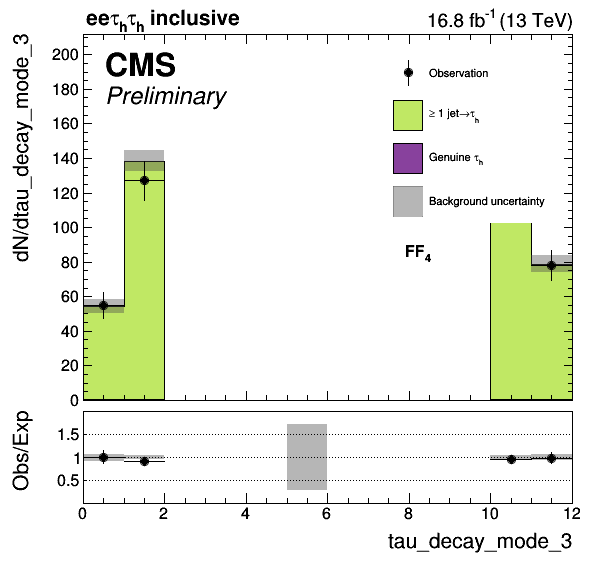 eeτhτh inclusive 16.8 fb-1 (13 TeV)
CMS
Preliminary
Observation
≥ 1 jet→τh
Genuine τh
Background uncertainty
FF4
dN/dtau_decay_mode_3
200
180
160
140
120
100
80
60
40
20
0
Obs/Exp
1.5
1
0.5
0 2 4 6 8 10 12
tau_decay_mode_3